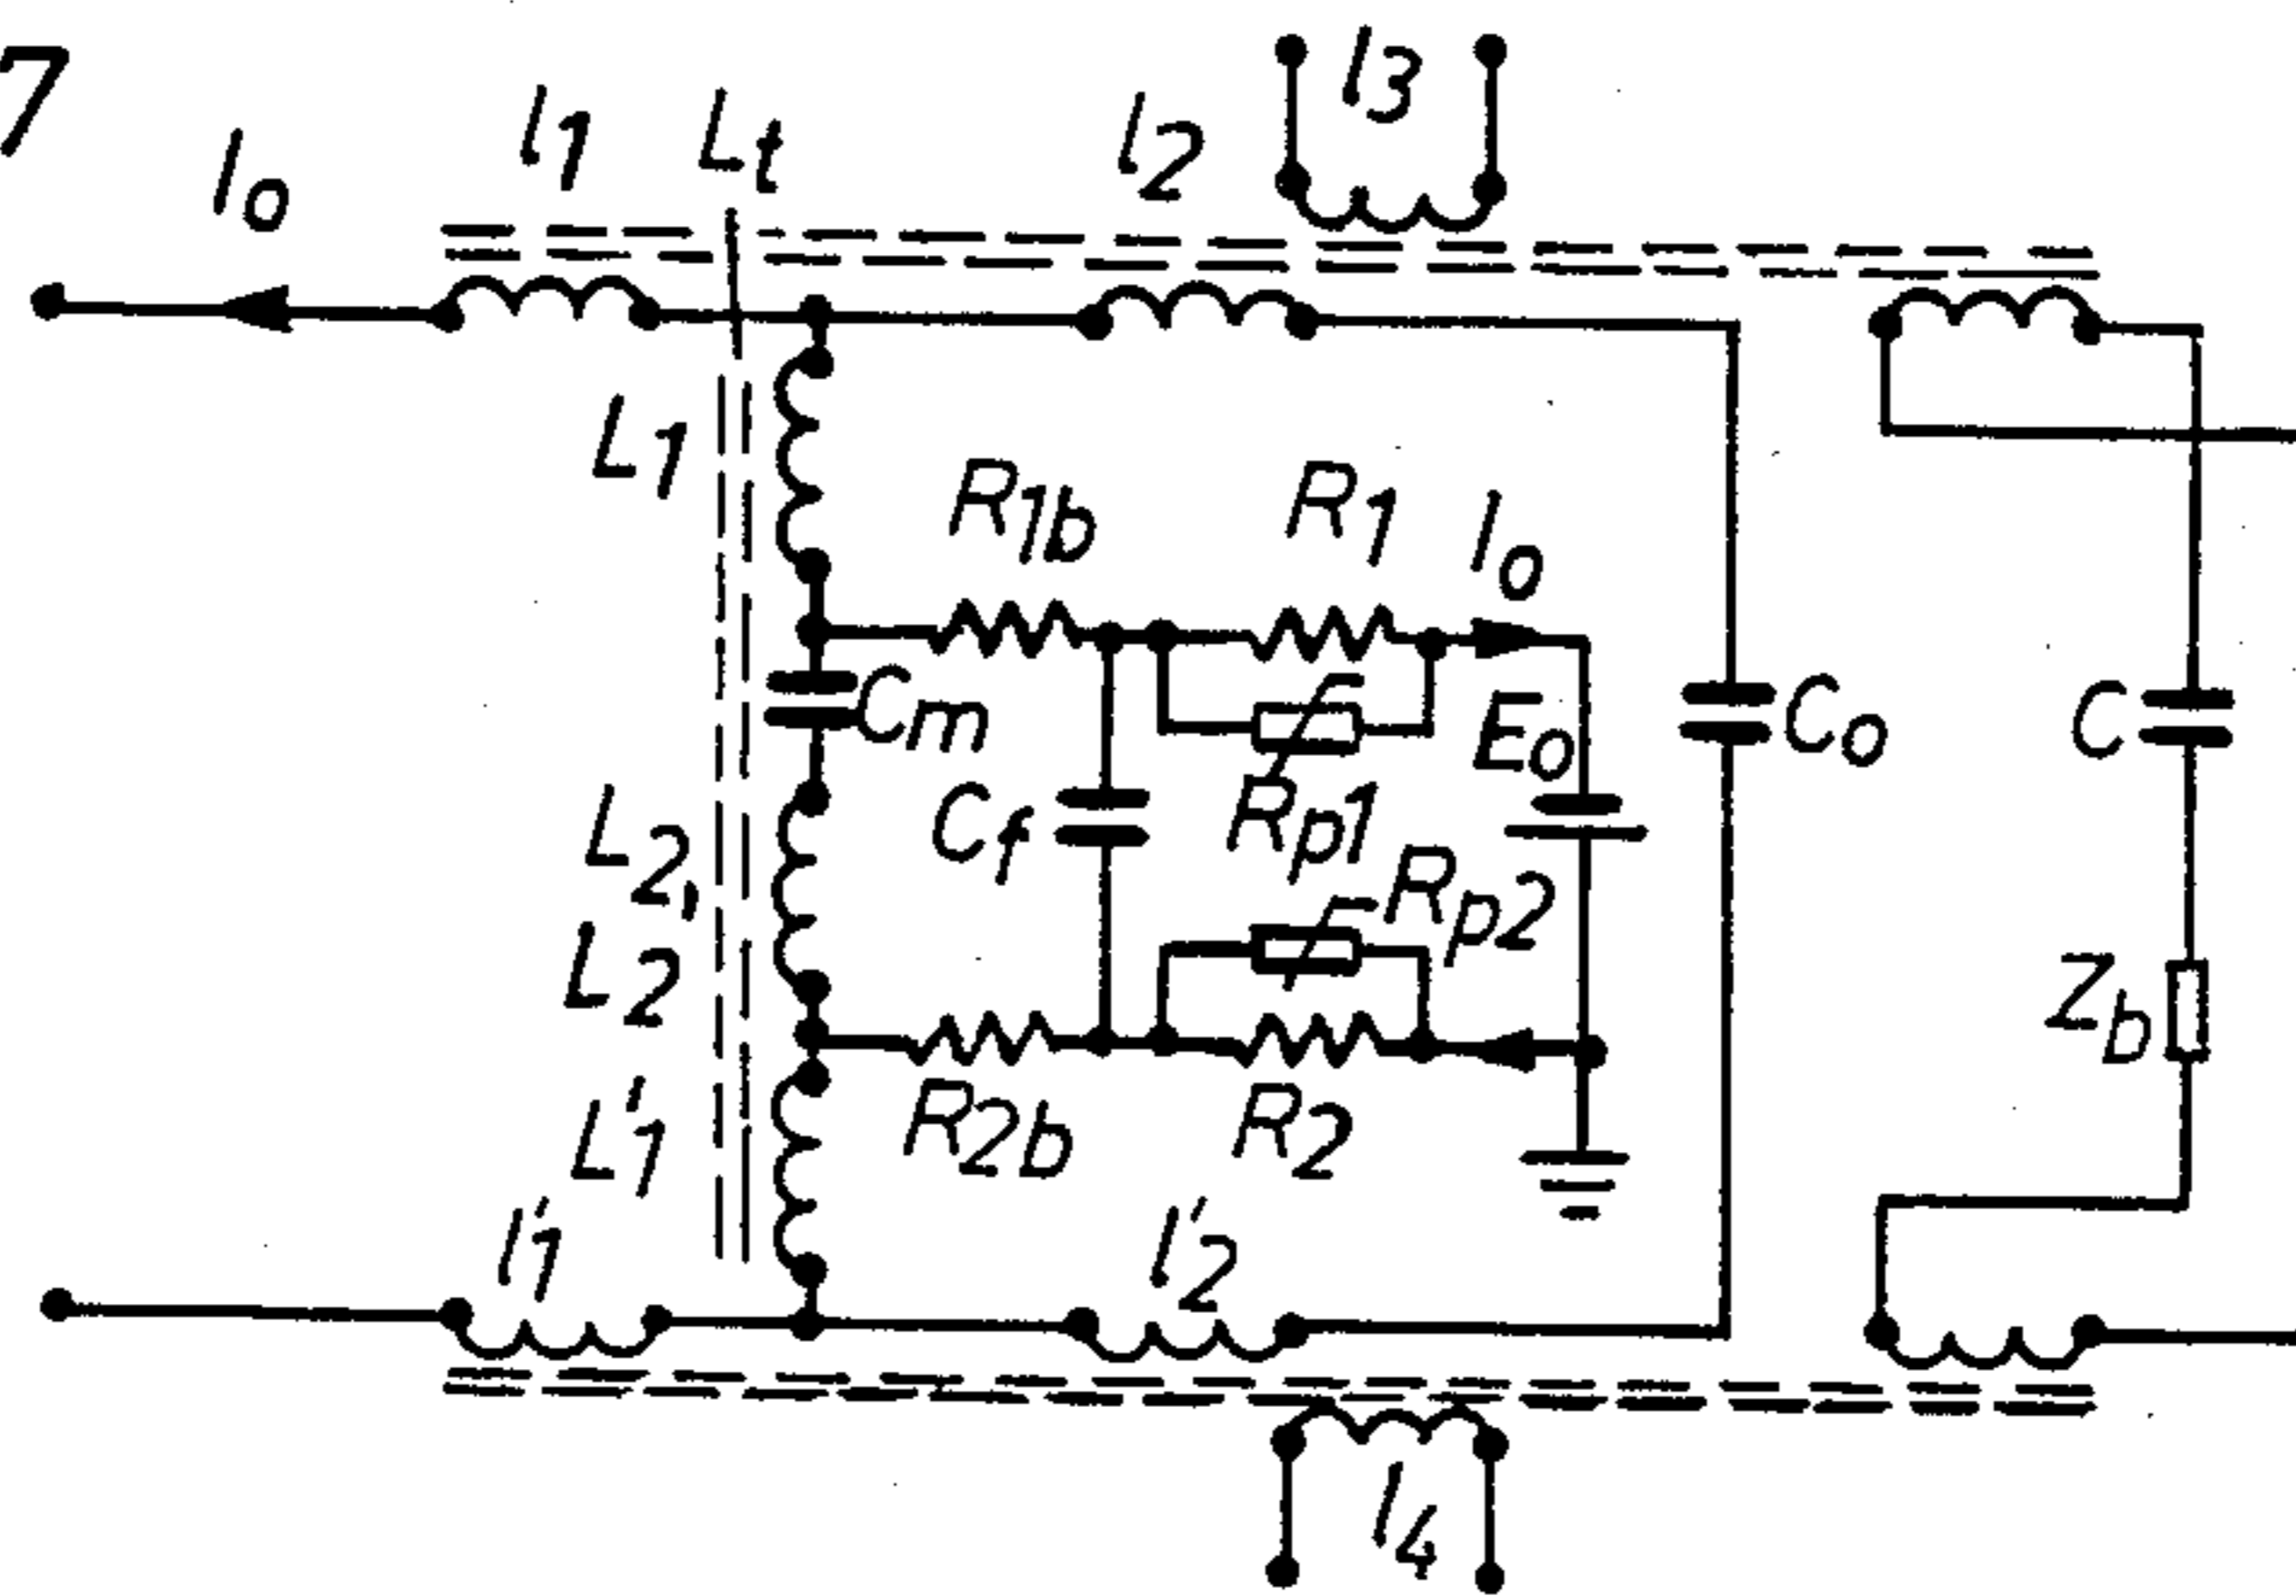 7
I0
l1
Lt
l2
l3
L1
R1b
R1
I0
Cm
Cf
Rp1
E0
C0
C
L2,
L2
Rp2
Zb
L'1
R2b
R2
l'1
l'2
l4